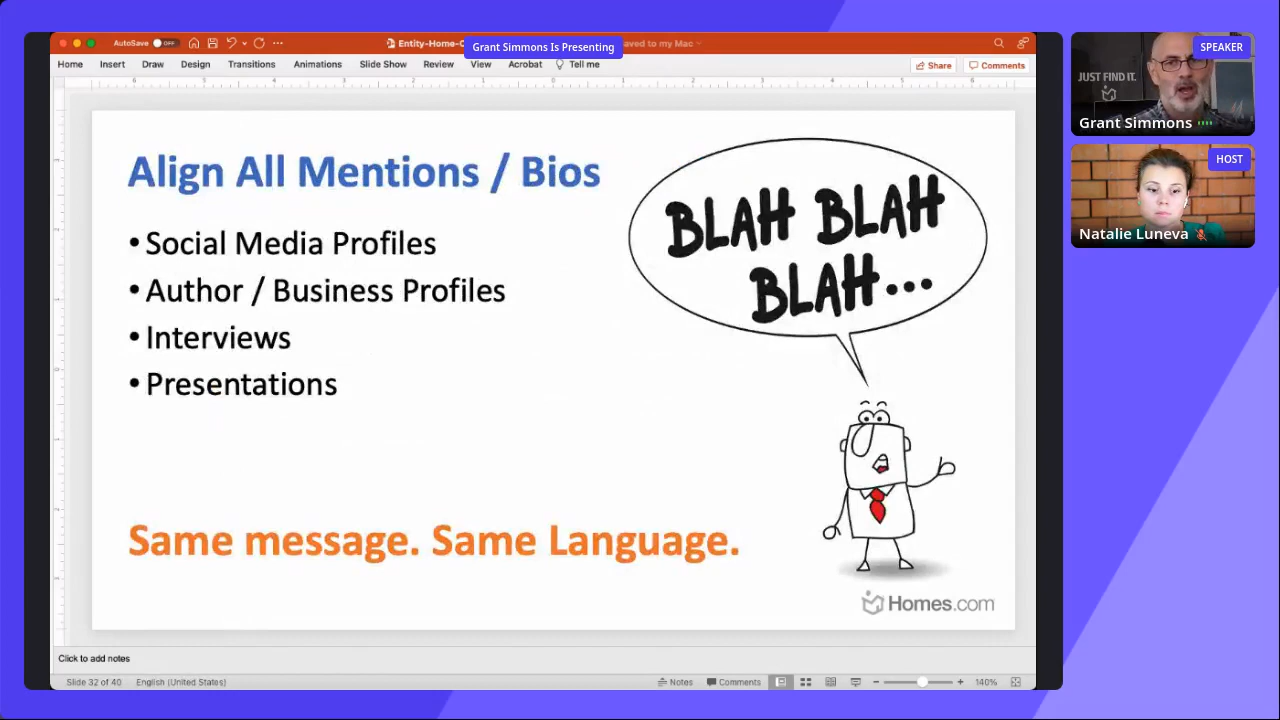 AutoSave OFF
Entity-Home-C
aved to my Mac
Grant Simmons Is Presenting
Home Insert Draw Design Transitions Animations Slide Show Review View Acrobat Tell me
Share Comments
Align All Mentions / Bios
• Social Media Profiles
• Author / Business Profiles
• Interviews
• Presentations
Same message. Same Language.
BLAH BLAH
BLAH...
Homes.com
Click to add notes
Slide 32 of 40 English (United States)
Notes Comments 140%
SPEAKER
JUST FIND IT.
Grant Simmons
HOST
Natalie Luneva